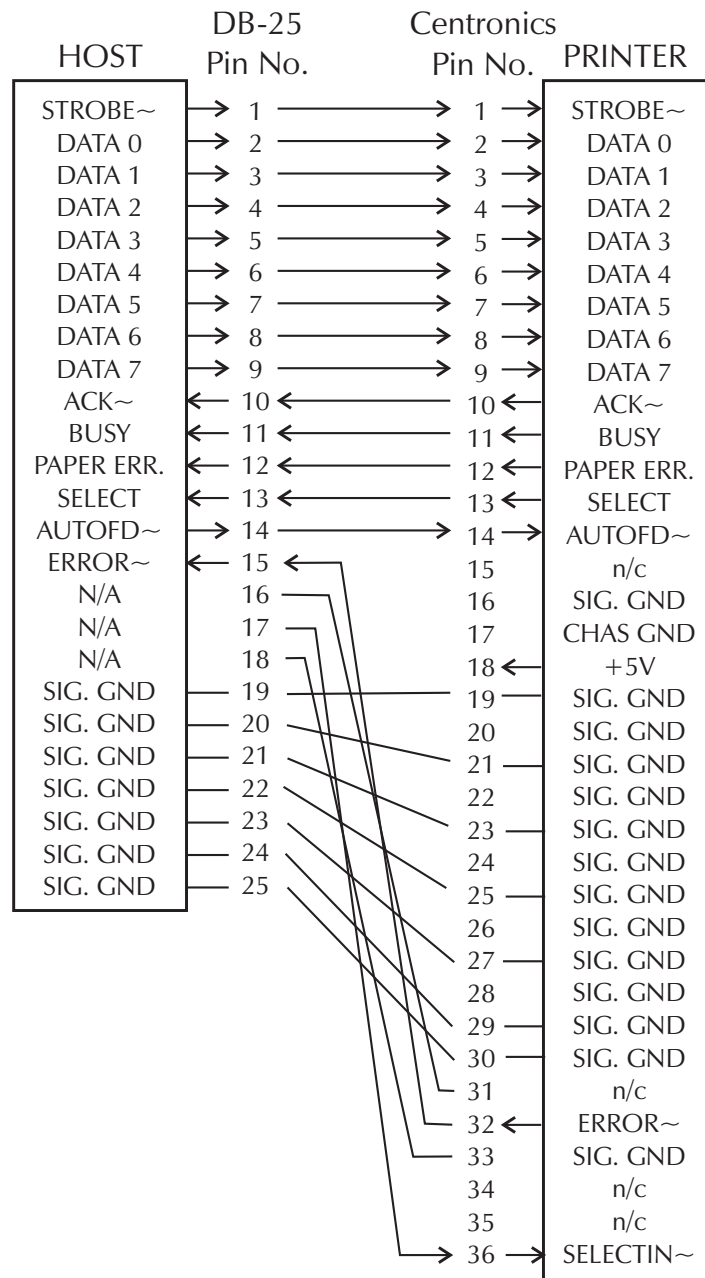 DB-25 Centronics
HOST Pin No. Pin No. PRINTER
STROBE~ 1 1 STROBE~
DATA 0 2 2 DATA 0
DATA 1 3 3 DATA 1
DATA 2 4 4 DATA 2
DATA 3 5 5 DATA 3
DATA 4 6 6 DATA 4
DATA 5 7 7 DATA 5
DATA 6 8 8 DATA 6
DATA 7 9 9 DATA 7
ACK~ 10 10 ACK~
BUSY 11 11 BUSY
PAPER ERR. 12 12 PAPER ERR.
SELECT 13 13 SELECT
AUTOFD~ 14 14 AUTOFD~
ERROR~ 15 15 n/c
N/A 16 16 SIG. GND
N/A 17 17 CHAS GND
N/A 18 18 +5V
SIG. GND 19 19 SIG. GND
SIG. GND 20 20 SIG. GND
SIG. GND 21 21 SIG. GND
SIG. GND 22 22 SIG. GND
SIG. GND 23 23 SIG. GND
SIG. GND 24 24 SIG. GND
SIG. GND 25 25 SIG. GND
26 SIG. GND
27 SIG. GND
28 SIG. GND
29 SIG. GND
30 SIG. GND
31 n/c
32 ERROR~
33 SIG. GND
34 n/c
35 n/c
36 SELECTIN~